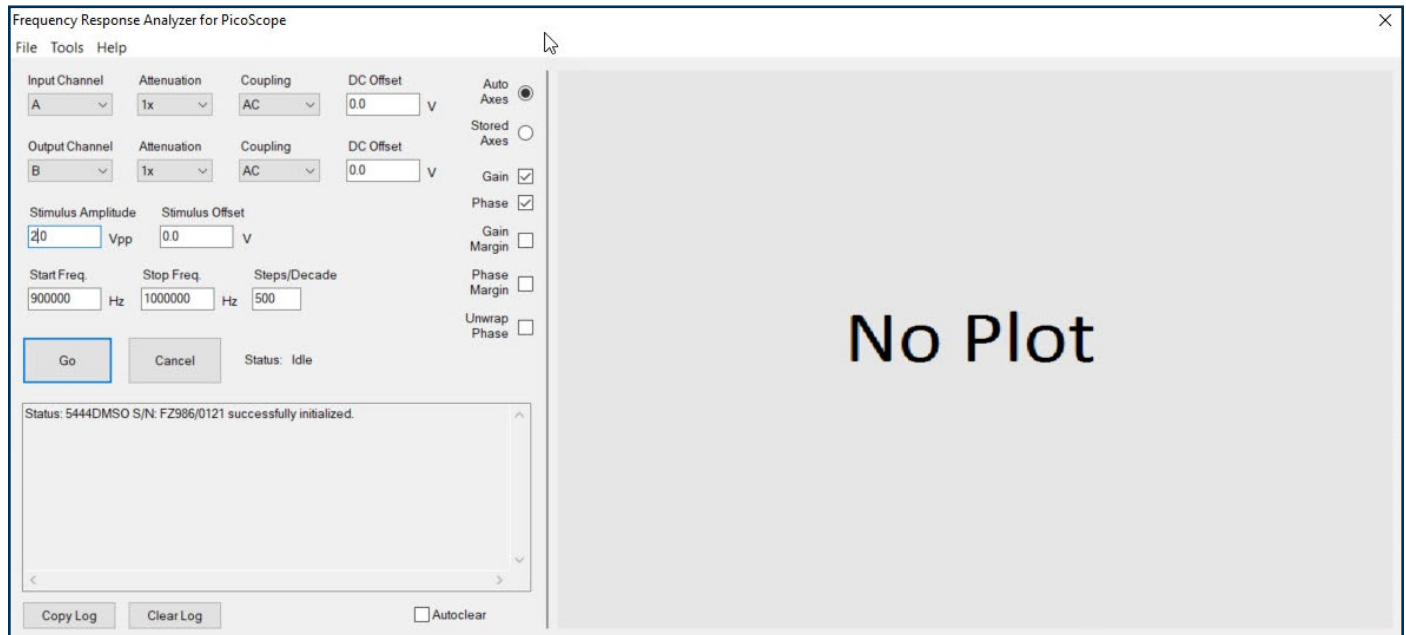 Frequency Response Analyzer for PicoScope
File Tools Help
Input Channel Attenuation Coupling DC Offset
A 1x AC 0.0 V
Output Channel Attenuation Coupling DC Offset
B 1x AC 0.0 V
Stimulus Amplitude Stimulus Offset
2.0 Vpp 0.0 V
Start Freq. Stop Freq. Steps/Decade
900000 Hz 1000000 Hz 500
Go Cancel Status: Idle
Auto
Axes
Stored
Axes
Gain
Phase
Gain
Margin
Phase
Margin
Unwrap
Phase
Status: 5444DMSO S/N: FZ986/0121 successfully initialized.
Copy Log Clear Log Autoclear
No Plot